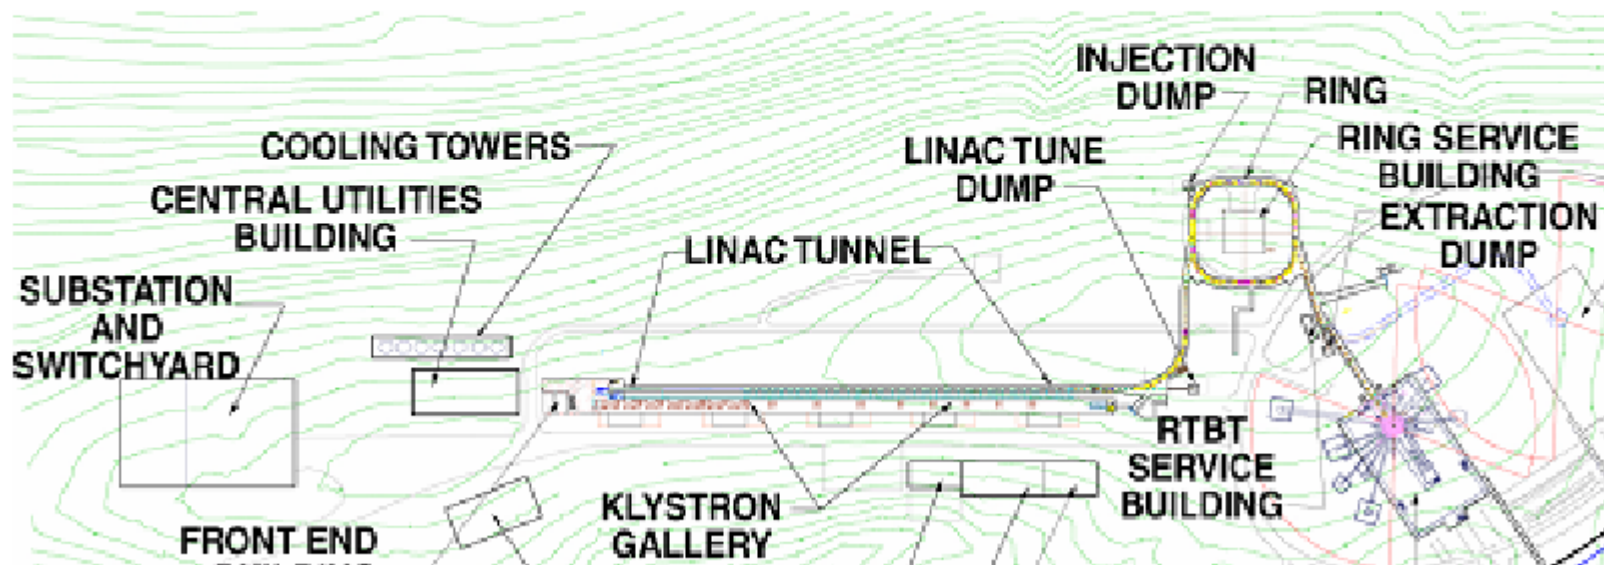 INJECTION
DUMP
RING
COOLING TOWERS
LINAC TUNE
DUMP
RING SERVICE
BUILDING
CENTRAL UTILITIES
BUILDING
EXTRACTION
DUMP
LINAC TUNNEL
SUBSTATION
AND
SWITCHYARD
RTBT
SERVICE
BUILDING
KLYSTRON
GALLERY
FRONT END